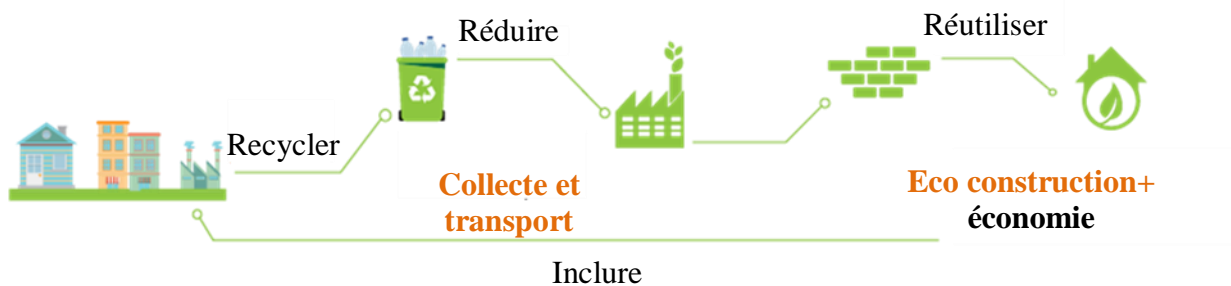 Réutiliser
Réduire
Recycler
Collecte et
transport
Eco construction+
économie
Inclure